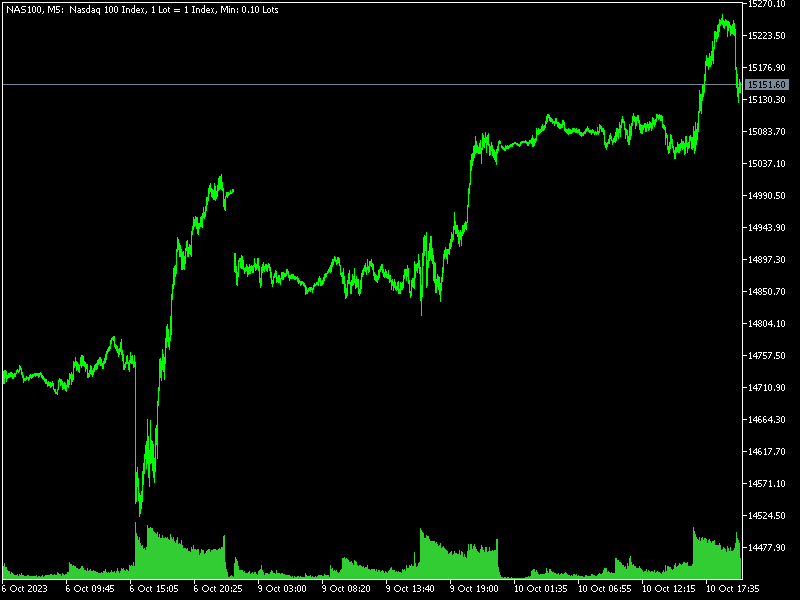 NAS100, M5: Nasdaq 100 Index, 1 Lot = 1 Index, Min: 0.10 Lots
15270.10
15223.50
15176.90
15151.60
15130.30
15083.70
15037.10
14990.50
14943.90
14897.30
14850.70
14804.10
14757.50
14710.90
14664.30
14617.70
14571.10
14524.50
14477.90
6 Oct 2023
6 Oct 09:45
6 Oct 15:05
6 Oct 20:25
9 Oct 03:00
9 Oct 08:20
9 Oct 13:40
9 Oct 19:00
10 Oct 01:35
10 Oct 06:55
10 Oct 12:15
10 Oct 17:35